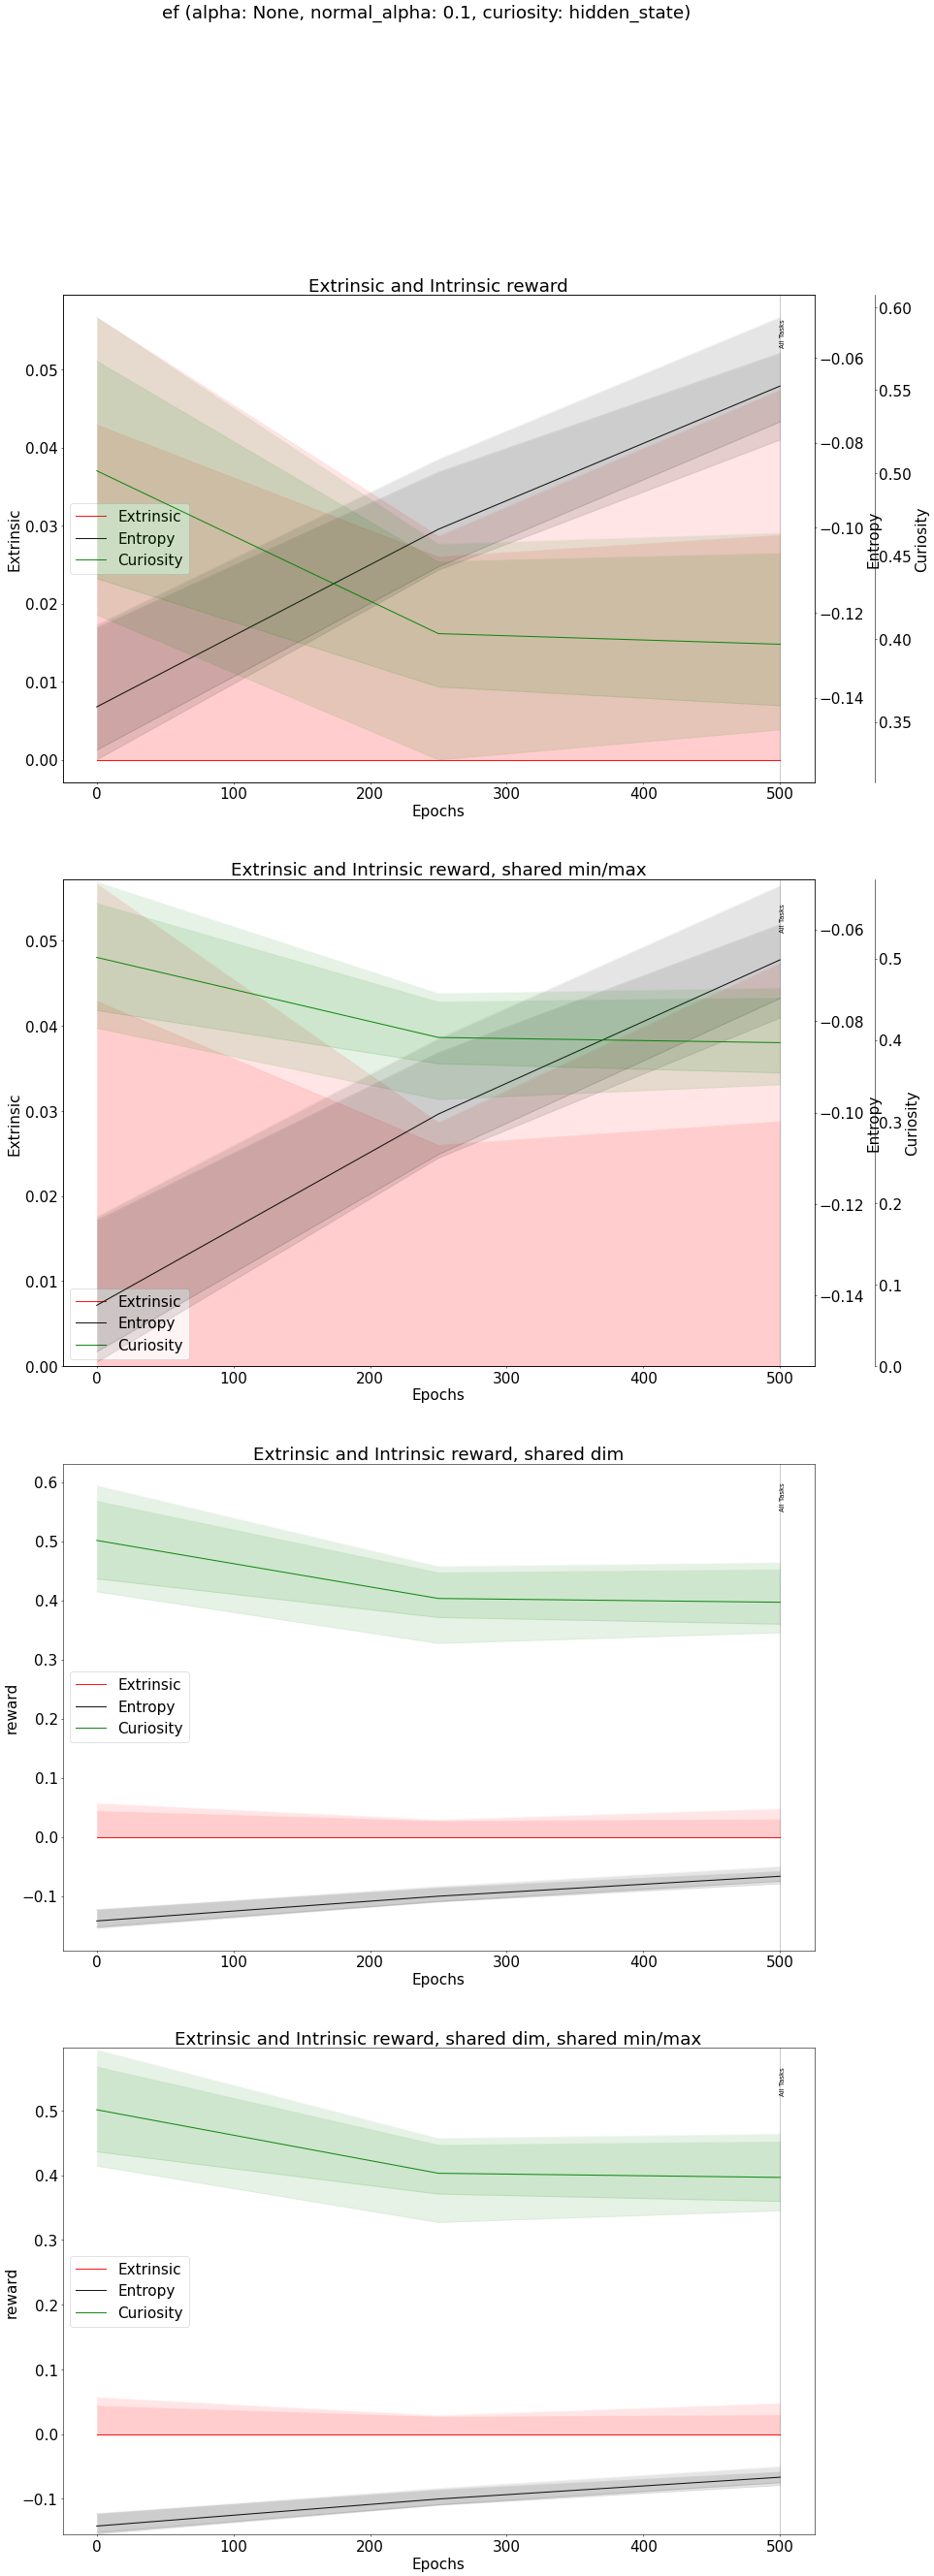 ef (alpha: None, normal_alpha: 0.1, curiosity: hidden_state)
Extrinsic and Intrinsic reward
0.05
0.04
0.03
0.02
0.01
0.00
Extrinsic
Extrinsic
Entropy
Curiosity
All Tasks
0 100 200 300 400 500
Epochs
−0.06
−0.08
−0.10
−0.12
−0.14
Entropy
0.60
0.55
0.50
0.45
0.40
0.35
Curiosity
Extrinsic and Intrinsic reward, shared min/max
0.05
0.04
0.03
0.02
0.01
0.00
Extrinsic
Extrinsic
Entropy
Curiosity
All Tasks
0 100 200 300 400 500
Epochs
−0.06
−0.08
−0.10
−0.12
−0.14
Entropy
0.5
0.4
0.3
0.2
0.1
0.0
Curiosity
Extrinsic and Intrinsic reward, shared dim
0.6
0.5
0.4
0.3
0.2
0.1
0.0
−0.1
reward
Extrinsic
Entropy
Curiosity
All Tasks
0 100 200 300 400 500
Epochs
Extrinsic and Intrinsic reward, shared dim, shared min/max
0.5
0.4
0.3
0.2
0.1
0.0
−0.1
reward
Extrinsic
Entropy
Curiosity
All Tasks
0 100 200 300 400 500
Epochs